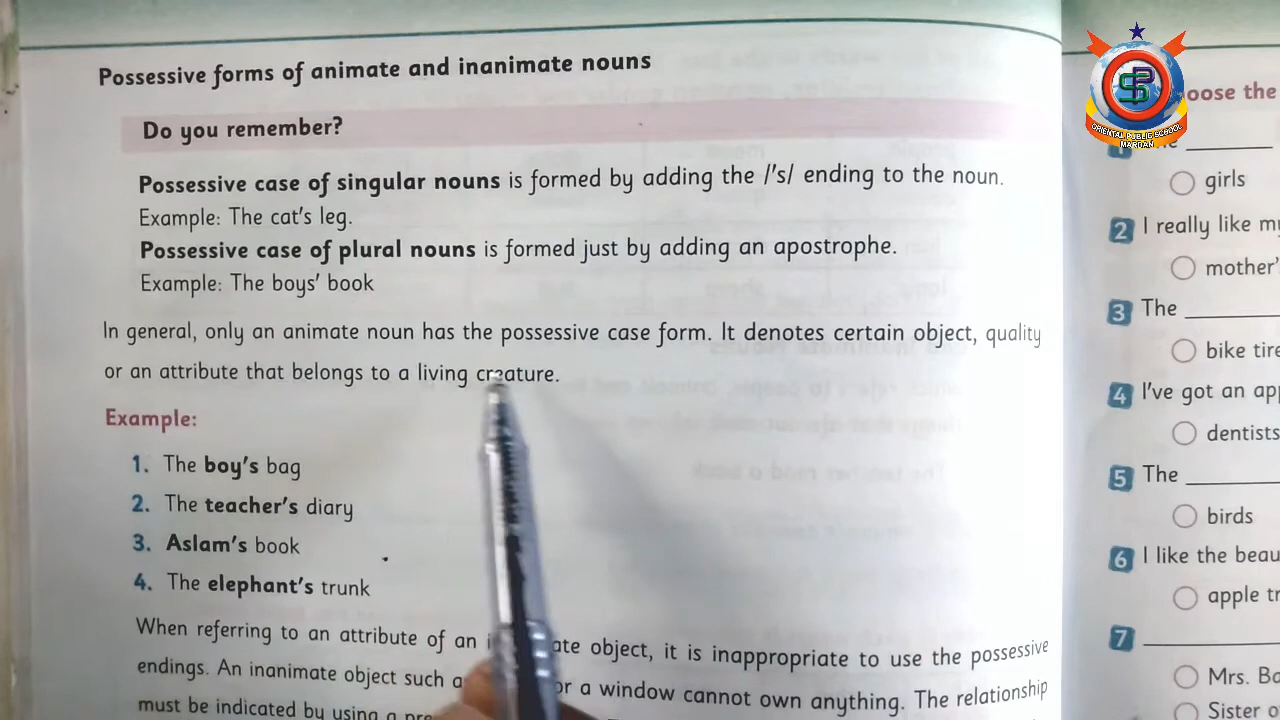 Possessive forms of animate and inanimate nouns
Do you remember?
Possessive case of singular nouns is formed by adding the /'s/ ending to the noun.
Example: The cat's leg.
Possessive case of plural nouns is formed just by adding an apostrophe.
Example: The boys' book
In general, only an animate noun has the possessive case form. It denotes certain object, quality
or an attribute that belongs to a living creature.
Example:
1. The boy's bag
2. The teacher's diary
3. Aslam's book
4. The elephant's trunk
When referring to an attribute of an object, it is inappropriate to use the possessive
endings. An inanimate object such or a window cannot own anything. The relationship
must be indicated by using a
ORIENTAL PUBLIC SCHOOL
MARDAN
oose the
1
girls
2 I really like
mother'
3 The
bike
4 I've got an
dentists
5 The
birds
6 I like the
apple
7
Mrs.
Sister